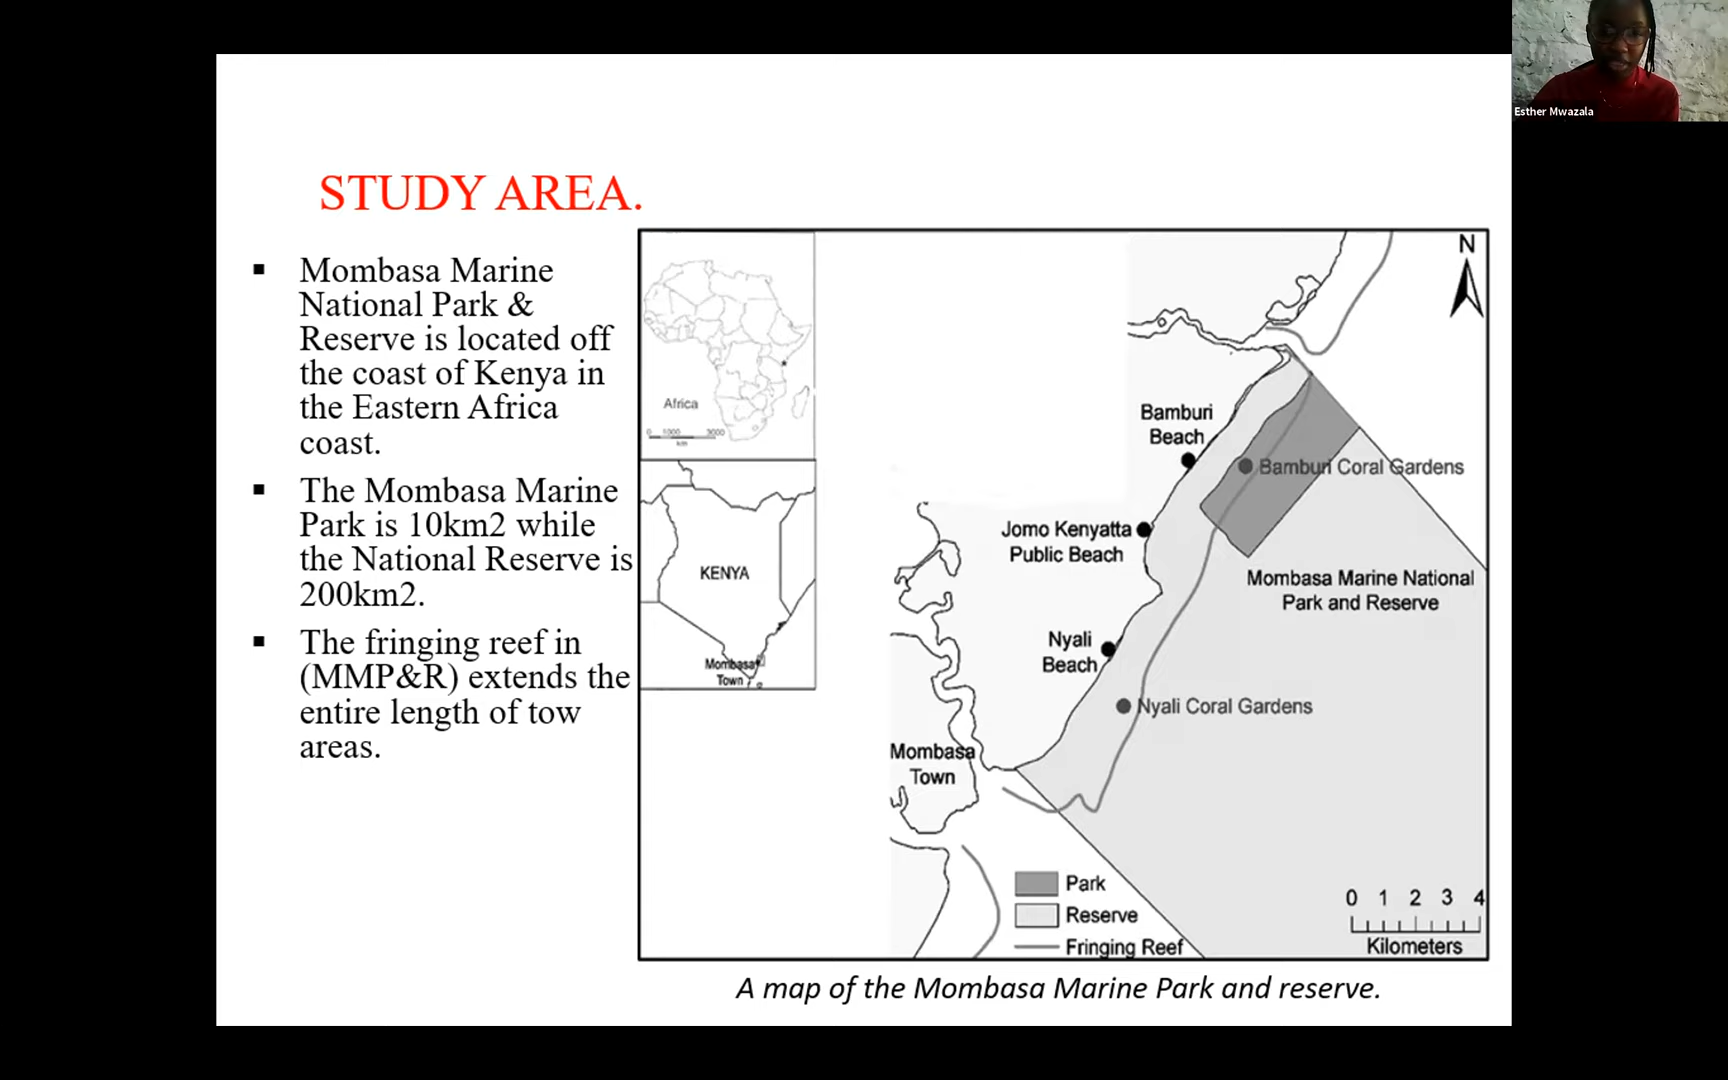 Esther Mwazala
STUDY AREA.
▪ Mombasa Marine
National Park &
Reserve is located off
the coast of Kenya in
the Eastern Africa
coast.
▪ The Mombasa Marine
Park is 10km2 while
the National Reserve is
200km2.
▪ The fringing reef in
(MMP&R) extends the
entire length of tow
areas.
Africa
0 1000 3000
km
KENYA
Mombasa
Town
N
Bamburi
Beach
Bamburi Coral Gardens
Jomo Kenyatta
Public Beach
Mombasa Marine National
Park and Reserve
Nyali
Beach
Nyali Coral Gardens
Mombasa
Town
Park
Reserve
Fringing Reef
0 1 2 3 4
Kilometers
A map of the Mombasa Marine Park and reserve.